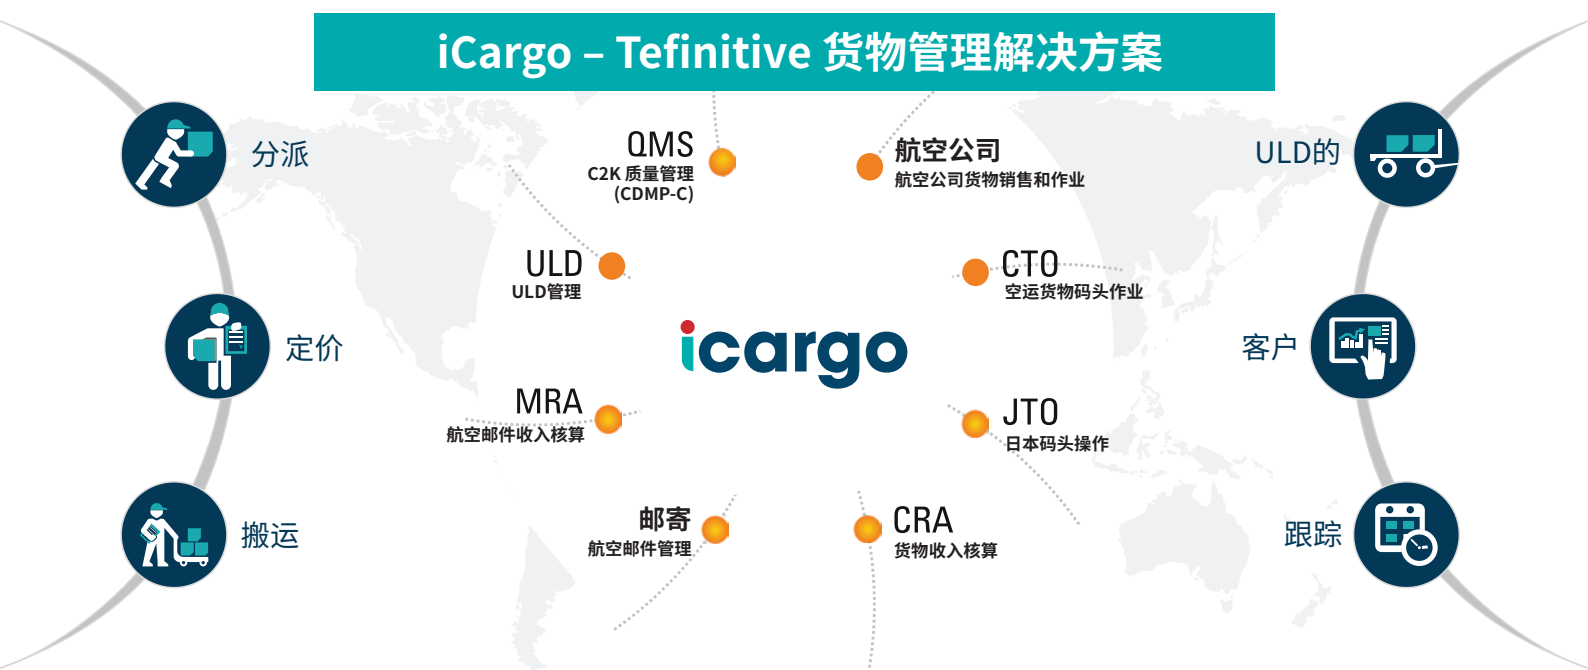 iCargo – Tefinitive 货物管理解决方案
分派
定价
搬运
QMS
C2K 质量管理
(CDMP-C)
ULD
ULD管理
MRA
航空邮件收入核算
邮寄
航空邮件管理
icargo
航空公司
航空公司货物销售和作业
CTO
空运货物码头作业
JTO
日本码头操作
CRA
货物收入核算
ULD的
客户
跟踪